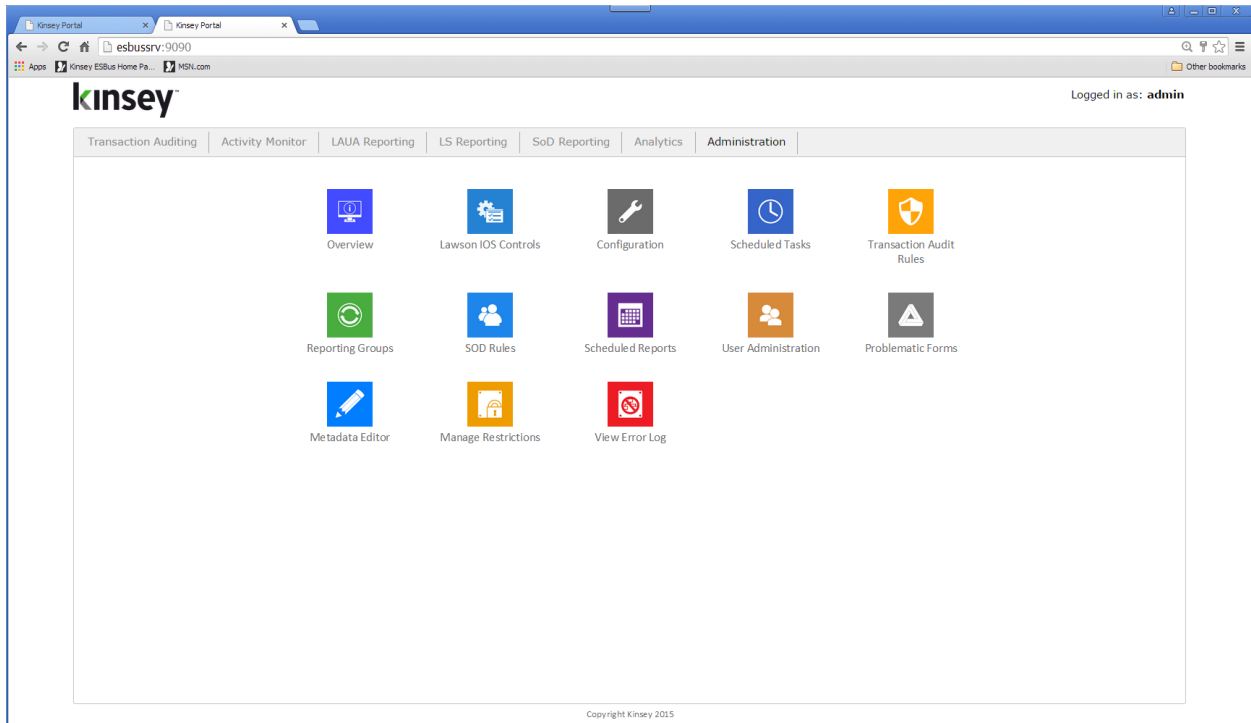 Kinsey Portal x Kinsey Portal x
esbussrv:9090
Apps Kinsey ESBus Home Pa... MSN.com Other bookmarks
kinsey™ Logged in as: admin
Transaction Auditing Activity Monitor LAUA Reporting LS Reporting SoD Reporting Analytics Administration
Overview Lawson IOS Controls Configuration Scheduled Tasks Transaction Audit
Rules
Reporting Groups SOD Rules Scheduled Reports User Administration Problematic Forms
Metadata Editor Manage Restrictions View Error Log
Copyright Kinsey 2015